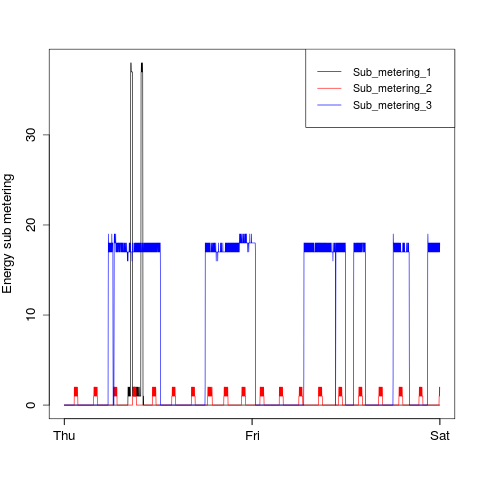 Sub_metering_1
Sub_metering_2
Sub_metering_3
Energy sub metering
30
20
10
0
Thu Fri Sat